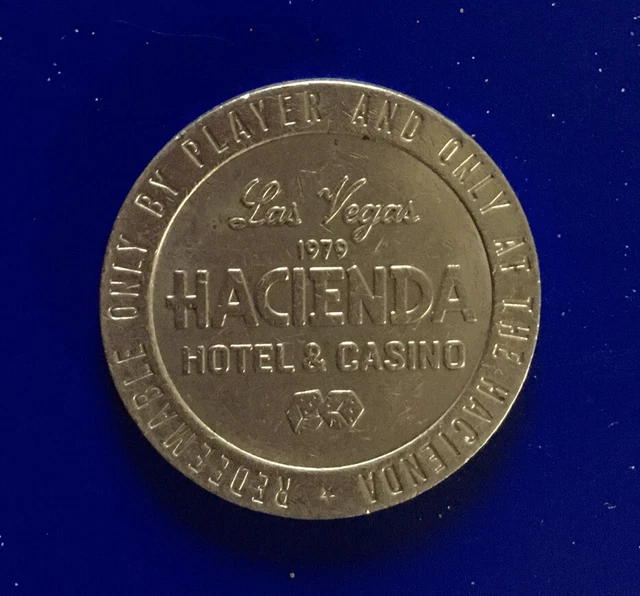 REDEEMABLE ONLY BY PLAYER AND ONLY AT THE HACIENDA
Las Vegas
1979
HACIENDA
HOTEL & CASINO